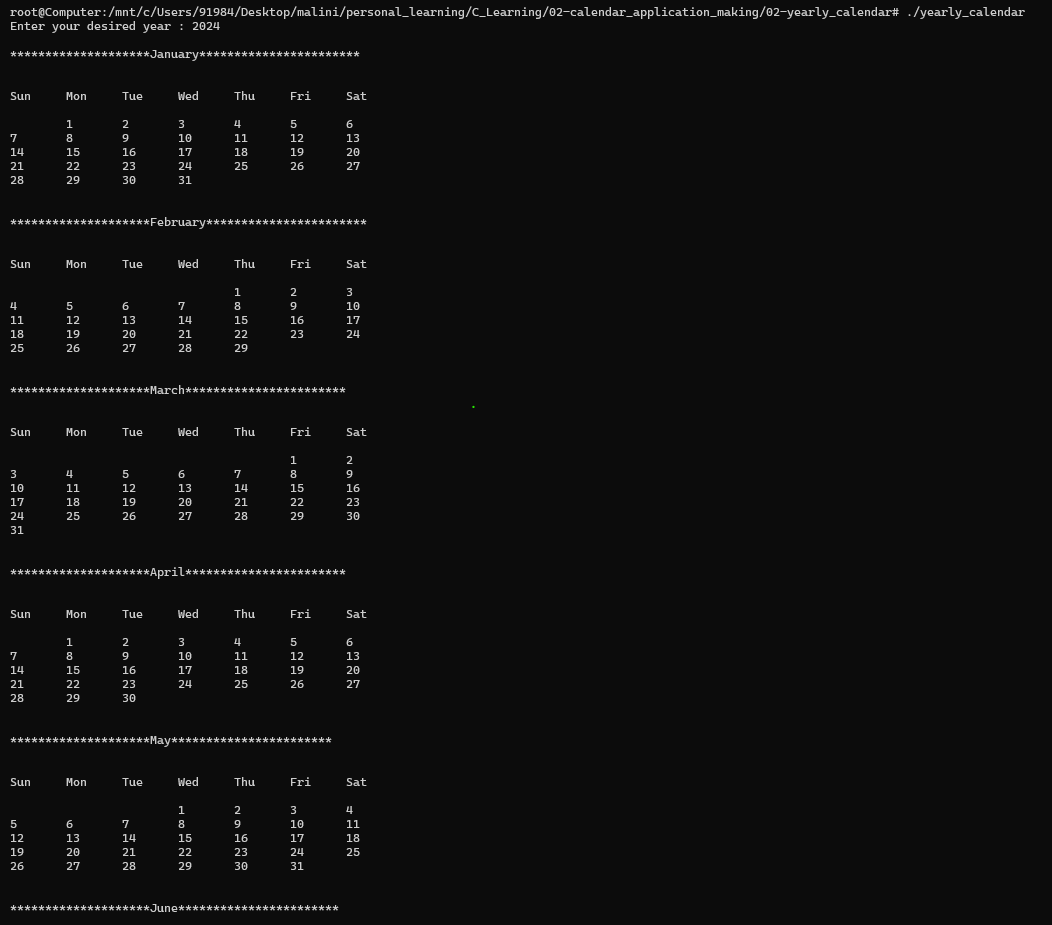 root@Computer:/mnt/c/Users/91984/Desktop/malini/personal_learning/C_Learning/02-calendar_application_making/02-yearly_calendar# ./yearly_calendar
Enter your desired year : 2024
********************January***********************
Sun Mon Tue Wed Thu Fri Sat
1 2 3 4 5 6
7 8 9 10 11 12 13
14 15 16 17 18 19 20
21 22 23 24 25 26 27
28 29 30 31
********************February***********************
Sun Mon Tue Wed Thu Fri Sat
1 2 3
4 5 6 7 8 9 10
11 12 13 14 15 16 17
18 19 20 21 22 23 24
25 26 27 28 29
********************March***********************
Sun Mon Tue Wed Thu Fri Sat
1 2
3 4 5 6 7 8 9
10 11 12 13 14 15 16
17 18 19 20 21 22 23
24 25 26 27 28 29 30
31
********************April***********************
Sun Mon Tue Wed Thu Fri Sat
1 2 3 4 5 6
7 8 9 10 11 12 13
14 15 16 17 18 19 20
21 22 23 24 25 26 27
28 29 30
********************May***********************
Sun Mon Tue Wed Thu Fri Sat
1 2 3 4
5 6 7 8 9 10 11
12 13 14 15 16 17 18
19 20 21 22 23 24 25
26 27 28 29 30 31
********************June***********************